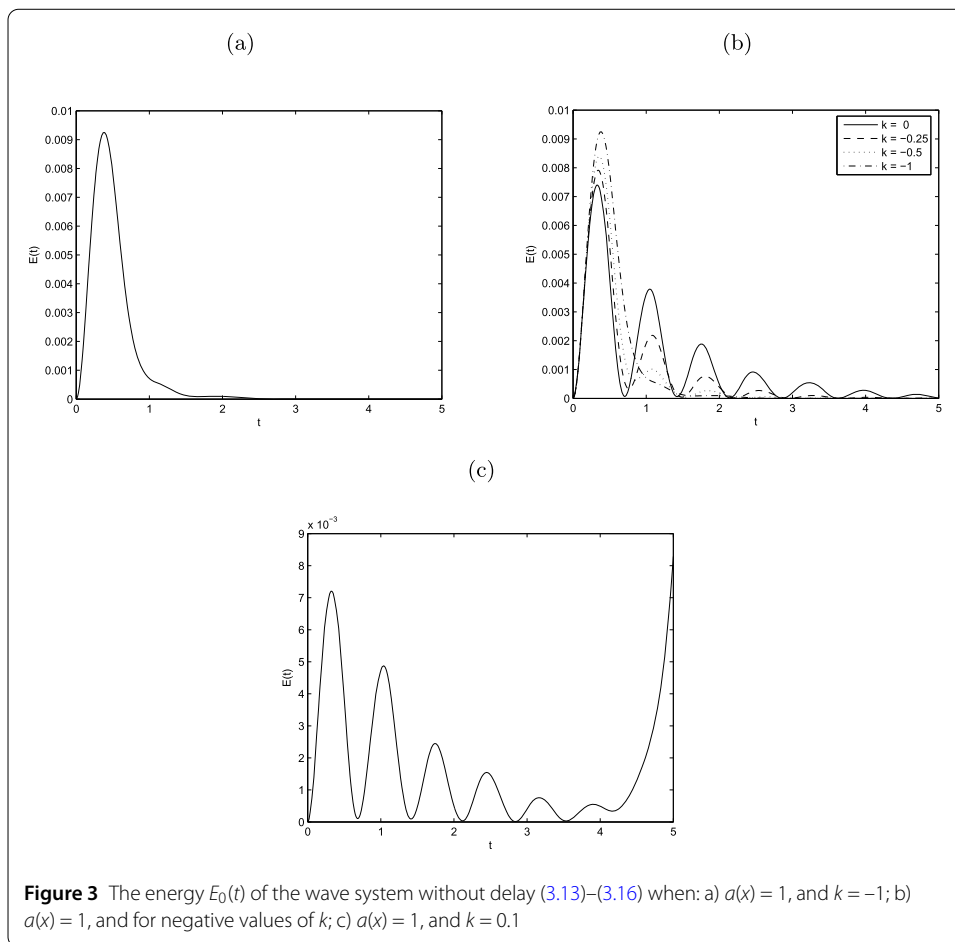 (a)
0.01
0.009
0.008
0.007
0.006
0.005
0.004
0.003
0.002
0.001
0
E(t)
0 1 2 3 4 5
t
(b)
0.01
0.009
0.008
0.007
0.006
0.005
0.004
0.003
0.002
0.001
0
E(t)
0 1 2 3 4 5
t
k = 0
k = −0.25
k = −0.5
k = −1
(c)
x 10⁻³
9
8
7
6
5
4
3
2
1
0
E(t)
0 1 2 3 4 5
t
Figure 3 The energy E₀(t) of the wave system without delay (3.13)–(3.16) when: a) a(x) = 1, and k = –1; b)
a(x) = 1, and for negative values of k; c) a(x) = 1, and k = 0.1